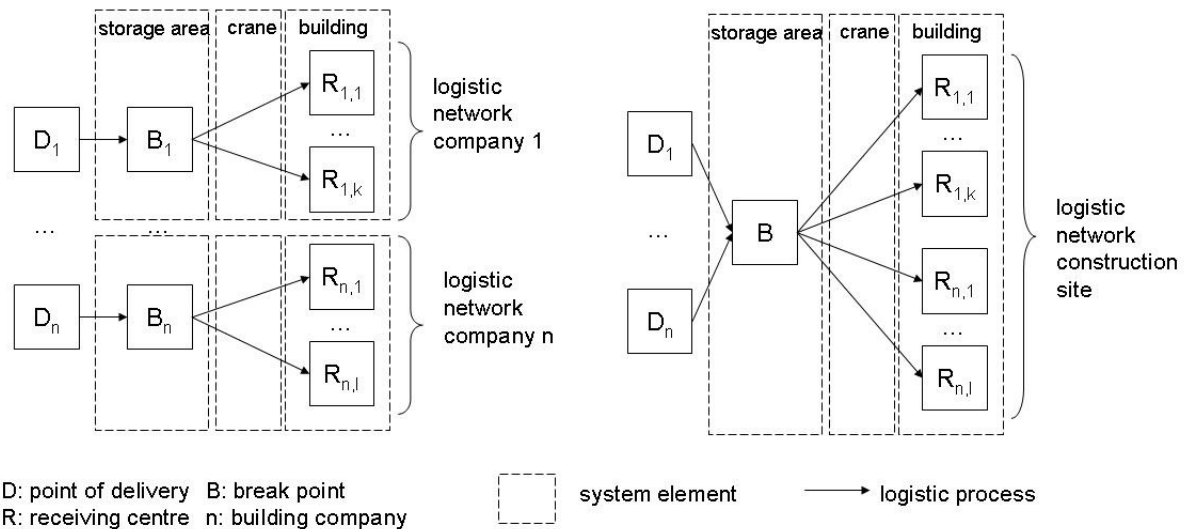 storage area crane building
R1,1
...
R1,k
D1 B1
logistic
network
company 1
... ...
Rn,1
...
Rn,l
Dn Bn
logistic
network
company n
storage area crane building
R1,1
...
R1,k
Rn,1
...
Rn,l
D1
...
Dn
B
logistic
network
construction
site
D: point of delivery B: break point
R: receiving centre n: building company
system element
logistic process